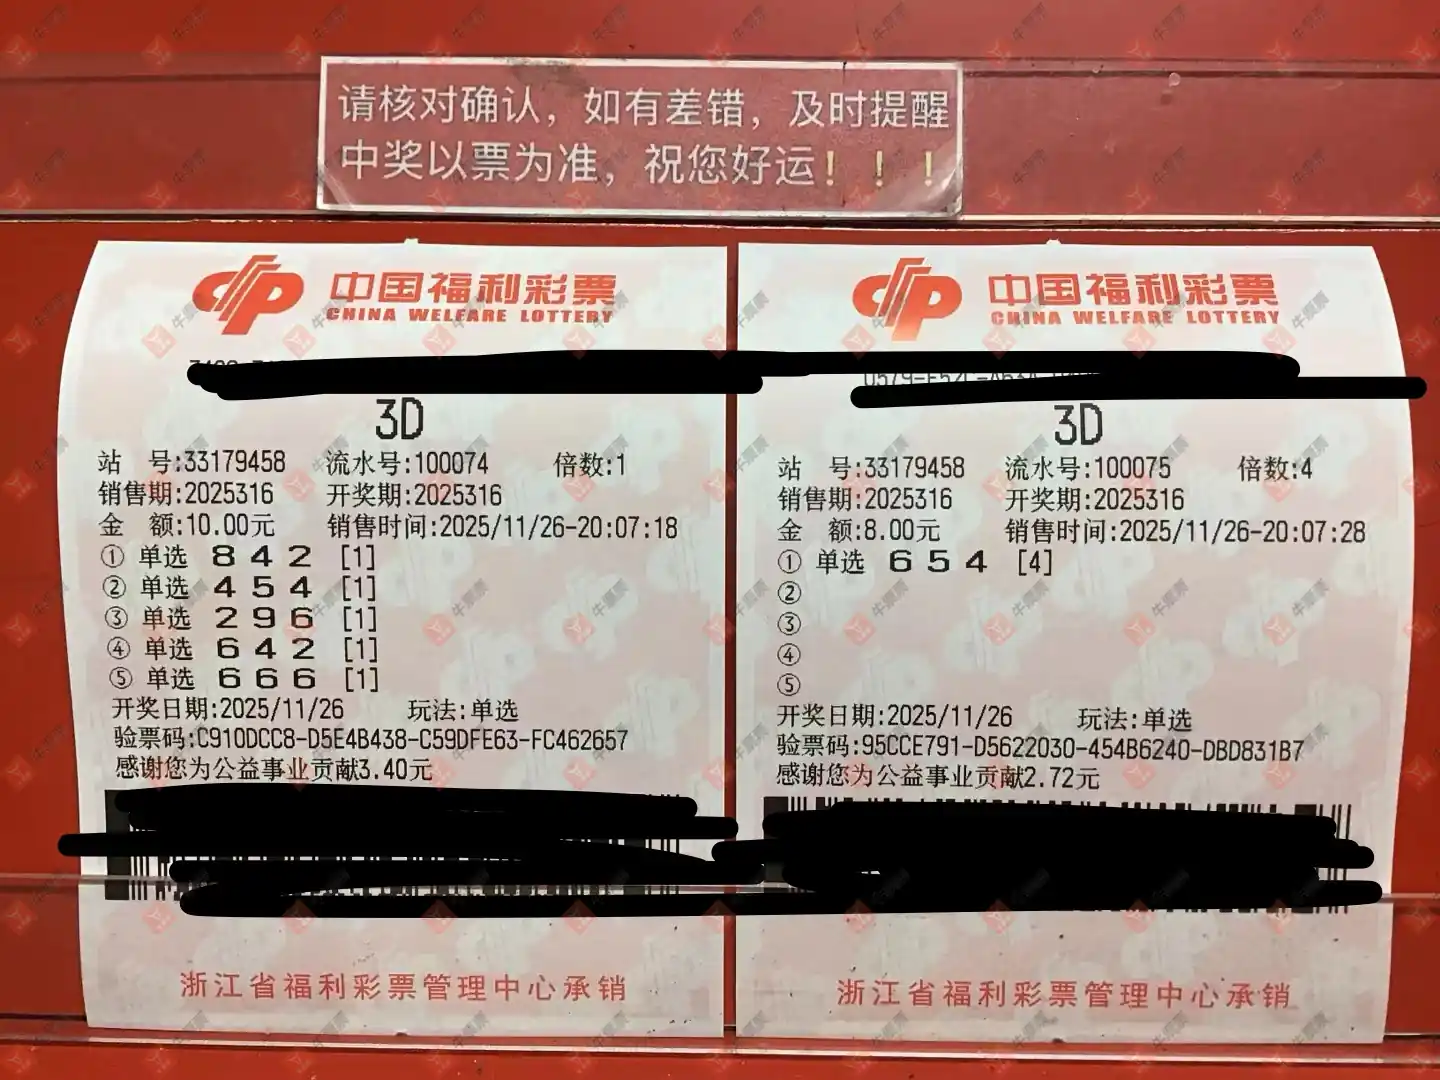 请核对确认，如有差错，及时提醒
中奖以票为准，祝您好运！！！
中国福利彩票
CHINA WELFARE LOTTERY
3D
站 号:33179458 流水号:100074 倍数:1
销售期:2025316 开奖期:2025316
金 额:10.00元 销售时间:2025/11/26-20:07:18
① 单选 8 4 2 [1]
② 单选 4 5 4 [1]
③ 单选 2 9 6 [1]
④ 单选 6 4 2 [1]
⑤ 单选 6 6 6 [1]
开奖日期:2025/11/26 玩法:单选
验票码:C910DCC8-D5E4B438-C59DFE63-FC462657
感谢您为公益事业贡献3.40元
浙江省福利彩票管理中心承销
中国福利彩票
CHINA WELFARE LOTTERY
3D
站 号:33179458 流水号:100075 倍数:4
销售期:2025316 开奖期:2025316
金 额:8.00元 销售时间:2025/11/26-20:07:28
① 单选 6 5 4 [4]
②
③
④
⑤
开奖日期:2025/11/26 玩法:单选
验票码:95CCE791-D5622030-454B6240-DBD831B7
感谢您为公益事业贡献2.72元
浙江省福利彩票管理中心承销